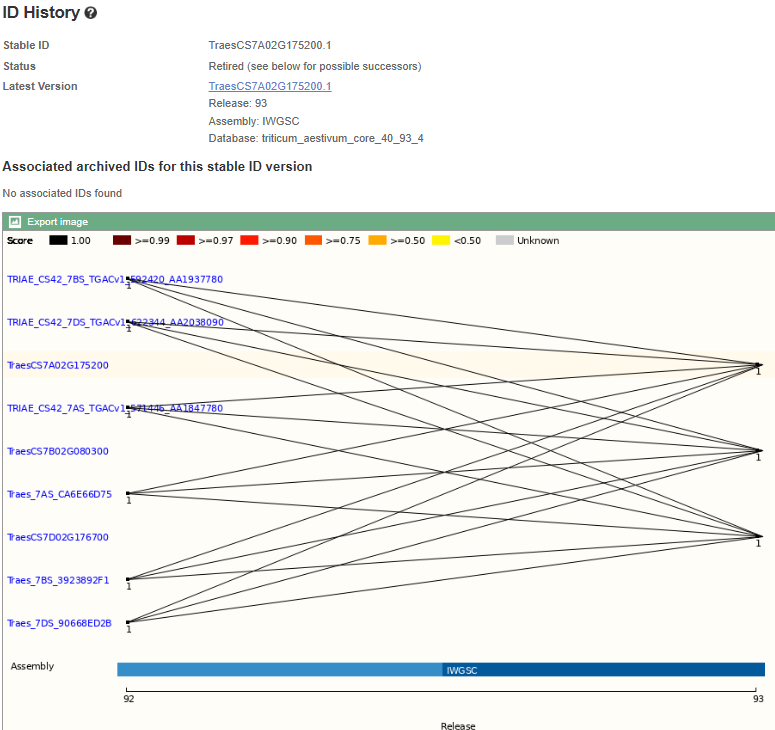 ID History ?
Stable ID TraesCS7A02G175200.1
Status Retired (see below for possible successors)
Latest Version TraesCS7A02G175200.1
Release: 93
Assembly: IWGSC
Database: triticum_aestivum_core_40_93_4
Associated archived IDs for this stable ID version
No associated IDs found
Export image
Score 1.00 >=0.99 >=0.97 >=0.90 >=0.75 >=0.50 <0.50 Unknown
TRIAE_CS42_7BS_TGACv1_592420_AA1937780
1
TRIAE_CS42_7DS_TGACv1_622344_AA2038090
1
TraesCS7A02G175200
1
TRIAE_CS42_7AS_TGACv1_571446_AA1847780
1
TraesCS7B02G080300
1
Traes_7AS_CA6E66D75
1
TraesCS7D02G176700
1
Traes_7BS_3923892F1
1
Traes_7DS_90668ED2B
1
Assembly IWGSC
92 93
Release